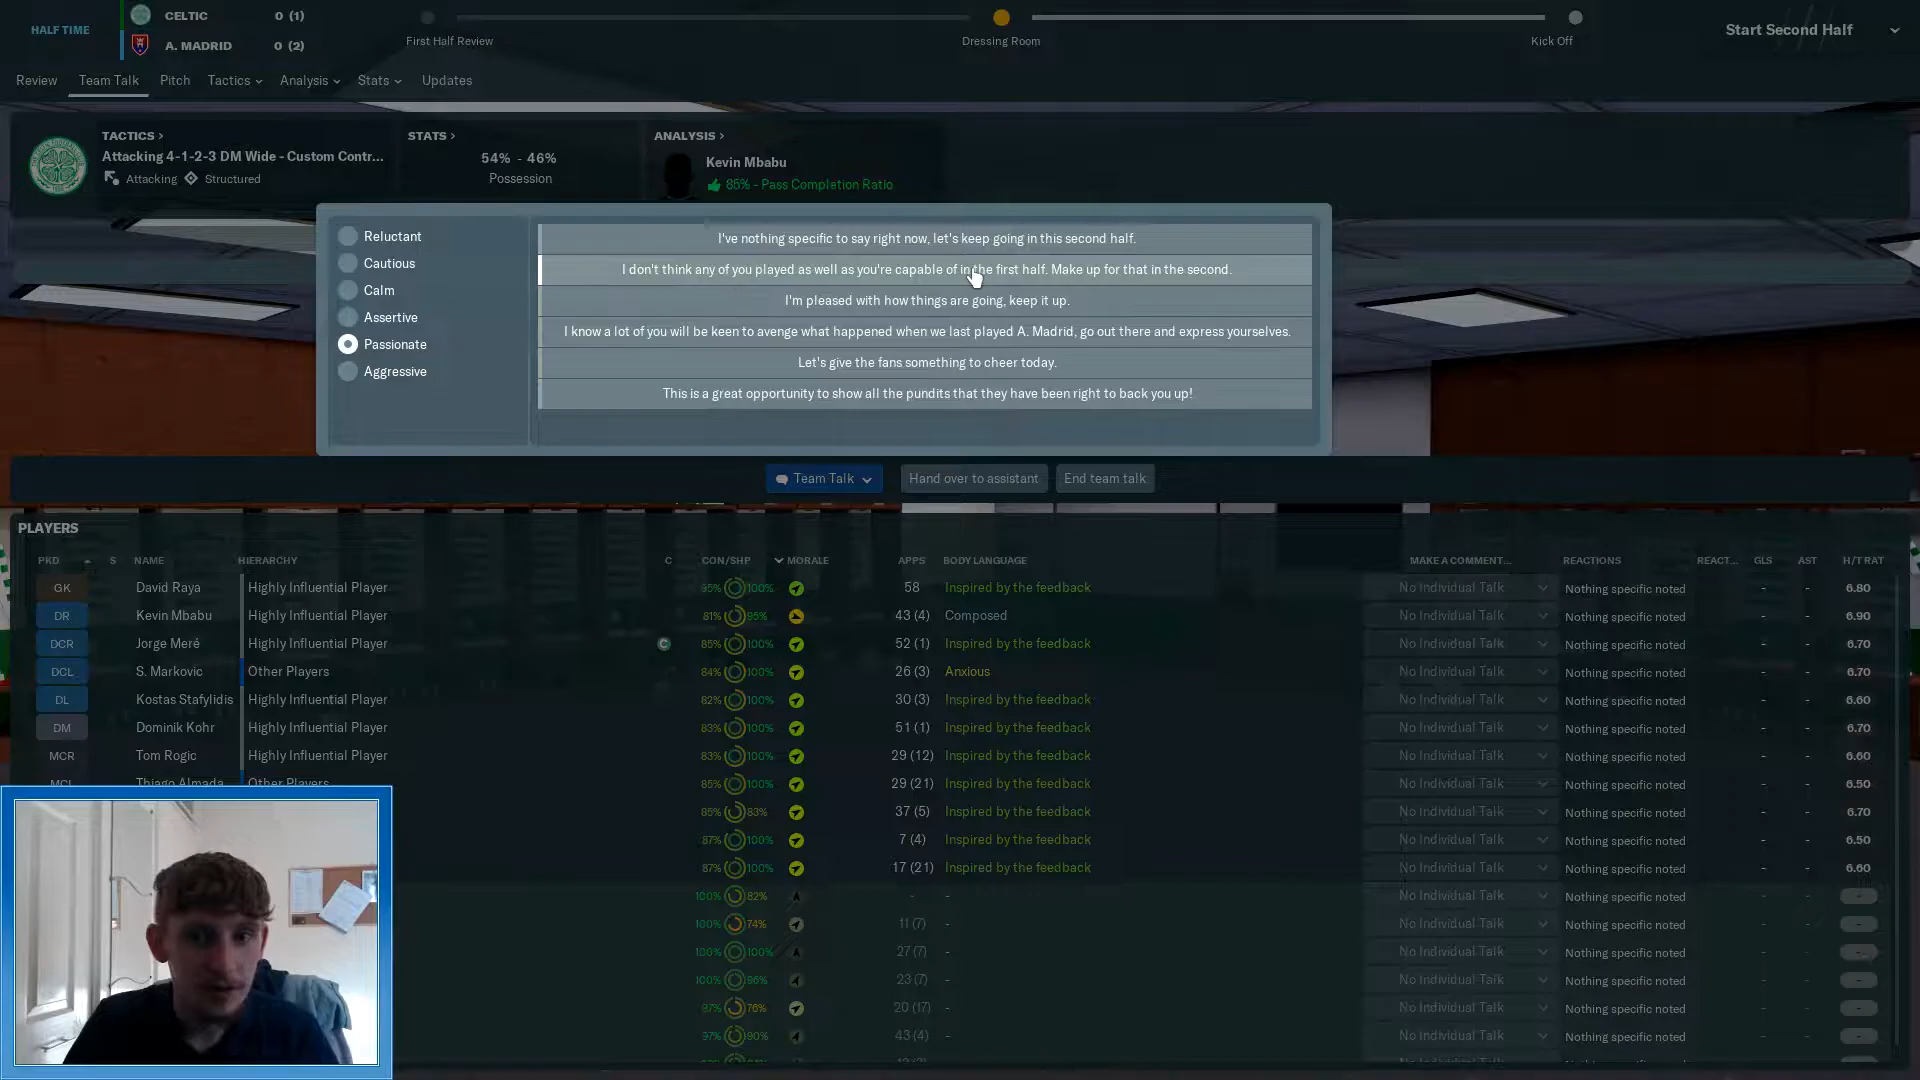 HALF TIME
CELTIC 0 (1)
A. MADRID 0 (2)
First Half Review
Dressing Room
Kick Off
Start Second Half
Review Team Talk Pitch Tactics Analysis Stats Updates
TACTICS >
Attacking 4-1-2-3 DM Wide - Custom Contr...
Attacking Structured
STATS >
54% - 46%
Possession
ANALYSIS >
Kevin Mbabu
85% - Pass Completion Ratio
Reluctant
Cautious
Calm
Assertive
Passionate
Aggressive
I've nothing specific to say right now, let's keep going in this second half.
I don't think any of you played as well as you're capable of in the first half. Make up for that in the second.
I'm pleased with how things are going, keep it up.
I know a lot of you will be keen to avenge what happened when we last played A. Madrid, go out there and express yourselves.
Let's give the fans something to cheer today.
This is a great opportunity to show all the pundits that they have been right to back you up!
Team Talk Hand over to assistant End team talk
PLAYERS
PKD S NAME HIERARCHY C CON/SHP MORALE APPS BODY LANGUAGE MAKE A COMMENT... REACTIONS REACT... GLS AST H/T RAT
GK David Raya Highly Influential Player 95% 100% 58 Inspired by the feedback No Individual Talk Nothing specific noted - - 6.80
DR Kevin Mbabu Highly Influential Player 81% 95% 43 (4) Composed No Individual Talk Nothing specific noted - - 6.90
DCR Jorge Meré Highly Influential Player C 85% 100% 52 (1) Inspired by the feedback No Individual Talk Nothing specific noted - - 6.70
DCL S. Markovic Other Players 84% 100% 26 (3) Anxious No Individual Talk Nothing specific noted - - 6.70
DL Kostas Stafylidis Highly Influential Player 82% 100% 30 (3) Inspired by the feedback No Individual Talk Nothing specific noted - - 6.60
DM Dominik Kohr Highly Influential Player 83% 100% 51 (1) Inspired by the feedback No Individual Talk Nothing specific noted - - 6.70
MCR Tom Rogic Highly Influential Player 83% 100% 29 (12) Inspired by the feedback No Individual Talk Nothing specific noted - - 6.60
MCL Thiago Almada Other Players 85% 100% 29 (21) Inspired by the feedback No Individual Talk Nothing specific noted - - 6.50
85% 83% 37 (5) Inspired by the feedback No Individual Talk Nothing specific noted - - 6.70
87% 100% 7 (4) Inspired by the feedback No Individual Talk Nothing specific noted - - 6.50
87% 100% 17 (21) Inspired by the feedback No Individual Talk Nothing specific noted - - 6.60
100% 82% - - No Individual Talk Nothing specific noted - - -
100% 74% 11 (7) - No Individual Talk Nothing specific noted - - -
100% 100% 27 (7) - No Individual Talk Nothing specific noted - - -
100% 96% 23 (7) - No Individual Talk Nothing specific noted - - -
97% 76% 20 (17) - No Individual Talk Nothing specific noted - - -
97% 90% 43 (4) - No Individual Talk Nothing specific noted - - -
No Individual Talk Nothing specific noted - -